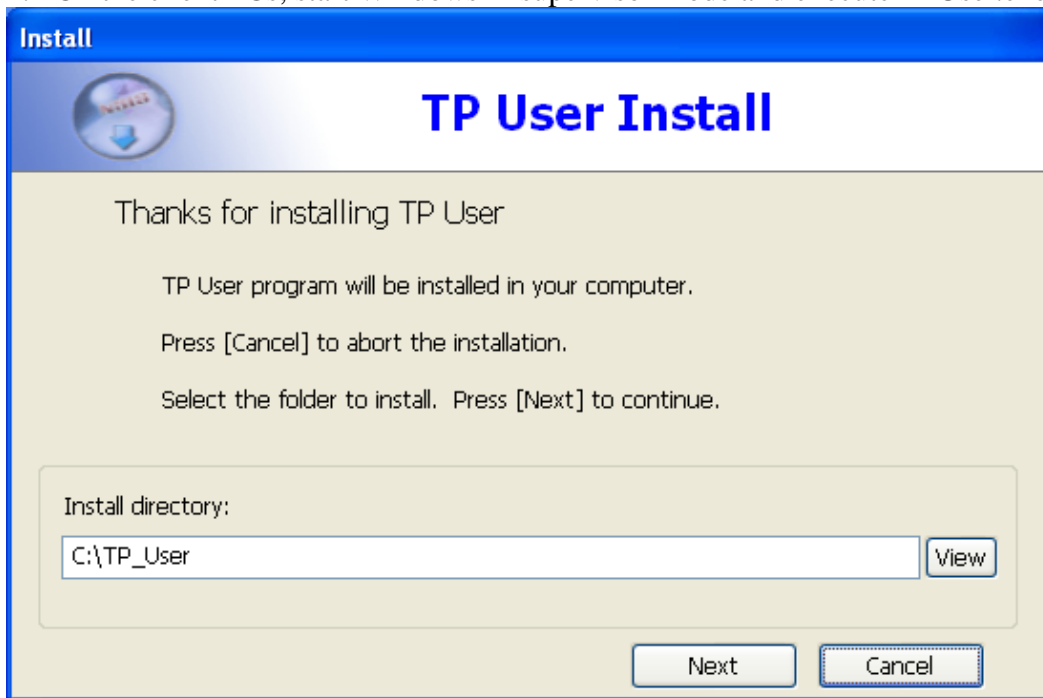 Install
TP User Install
Thanks for installing TP User
TP User program will be installed in your computer.
Press [Cancel] to abort the installation.
Select the folder to install. Press [Next] to continue.
Install directory:
C:\TP_User
View
Next
Cancel